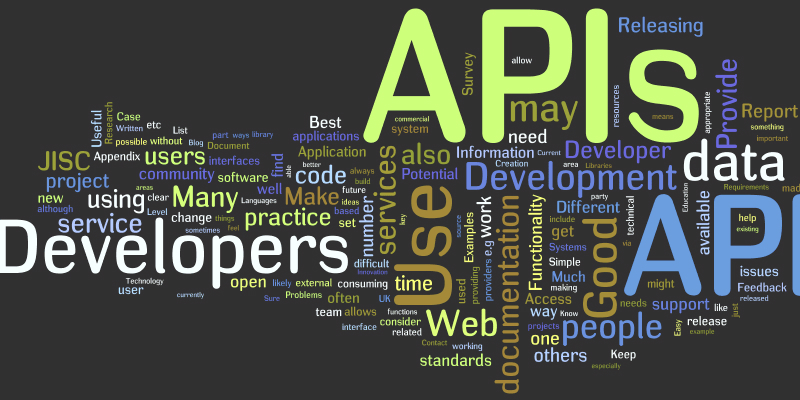 APIs
Releasing
allow
Survey
may
resources
means
appropriate
Provide
Report
something
important
commercial
system
need
Useful
Research
Case
Written
etc
List
possible
without
Blog
part
ways
library
Document
Best
applications
JISC
Appendix
users
interfaces
find
able
Application
better
also
Information
Current
Developer
data
Creation
area
Libraries
project
community
software
code
always
build
Potential
Development
Education
Requirements
mad
areas
new
although
using
clear
Level
Many
Languages
well
Make
future
ideas
based
services
Use
key
source
Examples
work
e.g
documentation
Functionality
party
Different
include
get
Systems
Good
technical
via
API
available
help
existing
service
change
things
sometimes
feel
practice
set
number
Developers
difficult
Innovation
Simple
Much
making
might
issues
Feedback
released
Technology
user
currently
open
likely
external
consuming
time
used
providing
providers
Sure
Problems
often
UK
Access
way
Know
needs
support
like
just
team
allows
functions
consider
Web
projects
people
Easy
release
example
interface
related
Contact
working
one
others
Keep
standards
especially